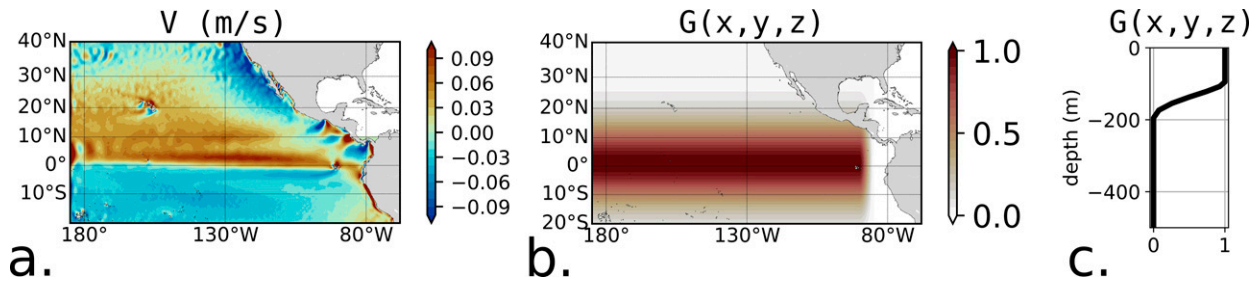 V (m/s)
40°N
30°N
20°N
10°N
0°
10°S
180°
130°W
80°W
0.09
0.06
0.03
0.00
−0.03
−0.06
−0.09
a.
G(x,y,z)
40°N
30°N
20°N
10°N
0°
10°S
20°S
180°
130°W
80°W
1.0
0.5
0.0
b.
G(x,y,z)
depth (m)
0
−200
−400
0
1
c.